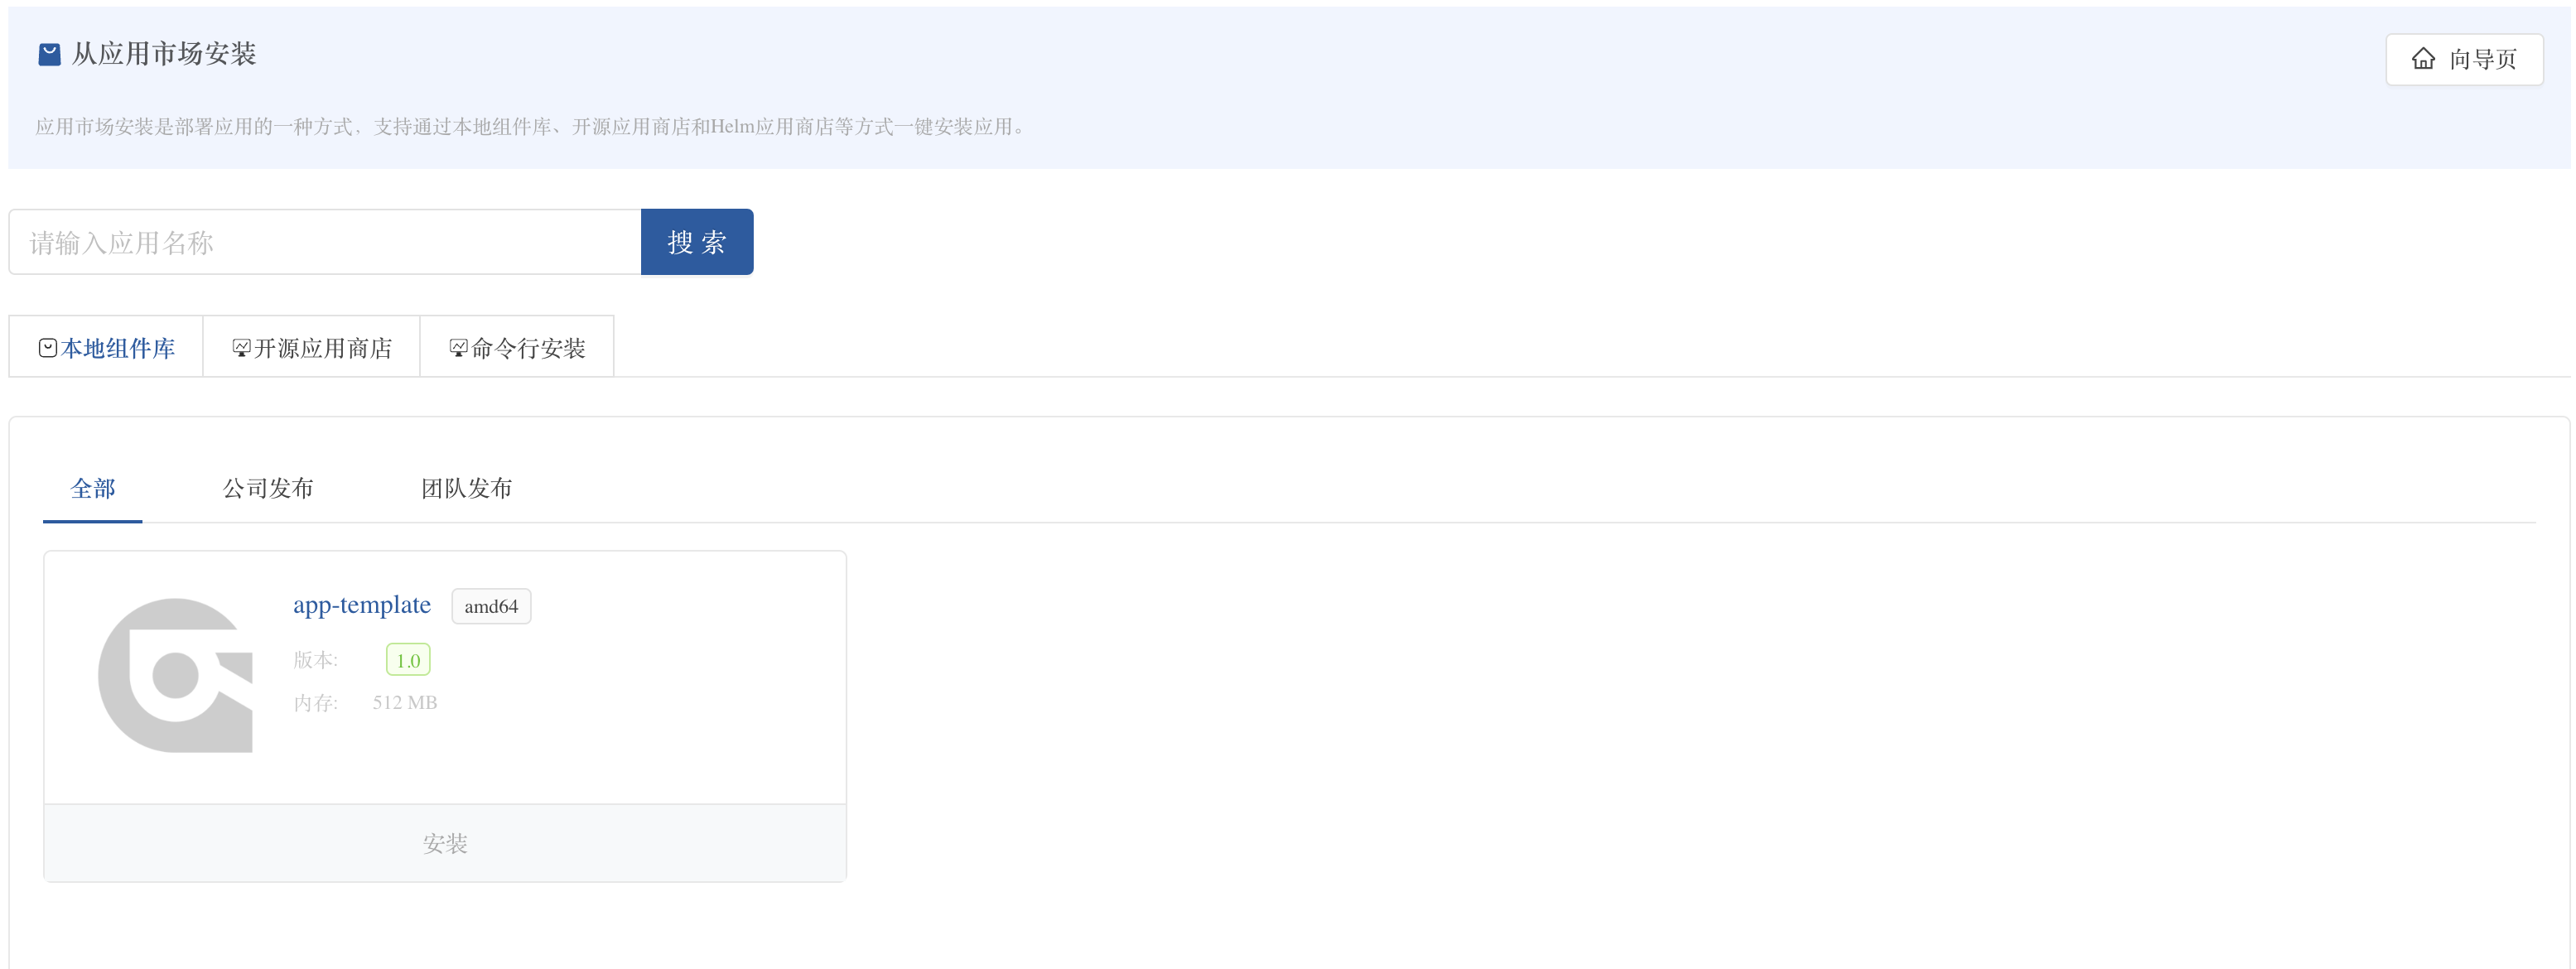 从应用市场安装
向导页
应用市场安装是部署应用的一种方式，支持通过本地组件库、开源应用商店和Helm应用商店等方式一键安装应用。
请输入应用名称
搜 索
本地组件库 开源应用商店 命令行安装
全部 公司发布 团队发布
app-template amd64
版本: 1.0
内存: 512 MB
安装